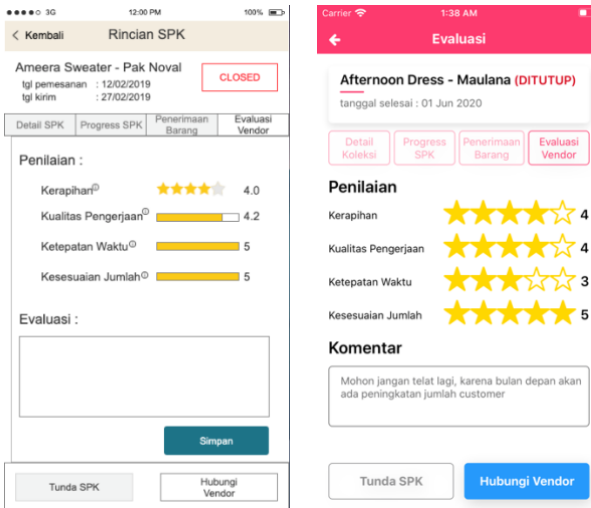 3G 12:00 PM 100%
Kembali Rincian SPK
Ameera Sweater - Pak Noval
CLOSED
tgl pemesanan : 12/02/2019
tgl kirim : 27/02/2019
Detail SPK Progress SPK Penerimaan Barang Evaluasi Vendor
Penilaian :
Kerapihan 4.0
Kualitas Pengerjaan 4.2
Ketepatan Waktu 5
Kesesuaian Jumlah 5
Evaluasi :
Simpan
Tunda SPK Hubungi Vendor
Carrier 1:38 AM
Evaluasi
Afternoon Dress - Maulana (DITUTUP)
tanggal selesai : 01 Jun 2020
Detail Koleksi Progress SPK Penerimaan Barang Evaluasi Vendor
Penilaian
Kerapihan 4
Kualitas Pengerjaan 4
Ketepatan Waktu 3
Kesesuaian Jumlah 5
Komentar
Mohon jangan telat lagi, karena bulan depan akan
ada peningkatan jumlah customer
Tunda SPK Hubungi Vendor